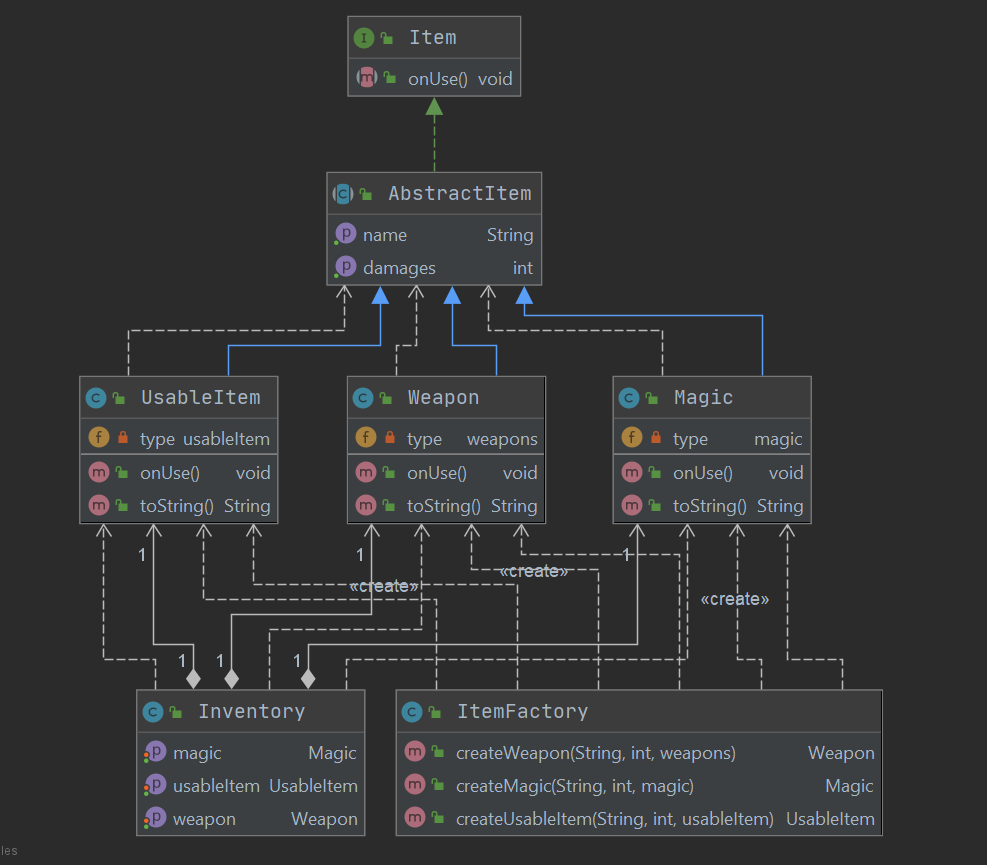 Item
onUse() void
AbstractItem
name String
damages int
UsableItem
type usableItem
onUse() void
toString() String
Weapon
type weapons
onUse() void
toString() String
Magic
type magic
onUse() void
toString() String
1
1
1
«create»
«create»
«create»
1
1
1
Inventory
magic Magic
usableItem UsableItem
weapon Weapon
ItemFactory
createWeapon(String, int, weapons) Weapon
createMagic(String, int, magic) Magic
createUsableItem(String, int, usableItem) UsableItem
les